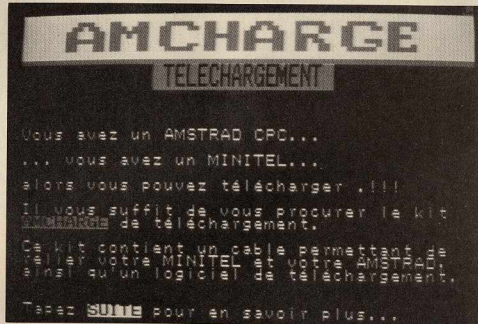 AMCHARGE
TELECHARGEMENT
Vous avez un AMSTRAD CPC...
... vous avez un MINITEL...
alors vous pouvez télécharger .!!!
Il vous suffit de vous procurer le kit
AMCHARGE de téléchargement.
Ce kit contient un cable permettant de
relier votre MINITEL et votre AMSTRAD,
ainsi qu'un logiciel de téléchargement.
Tapez SUITE pour en savoir plus...